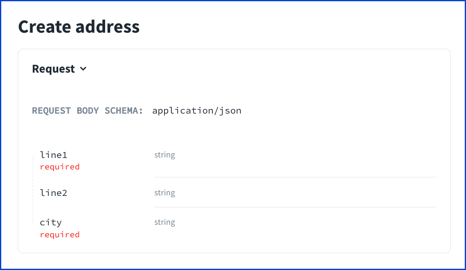 Create address
Request
REQUEST BODY SCHEMA: application/json
line1 string
required
line2 string
city string
required